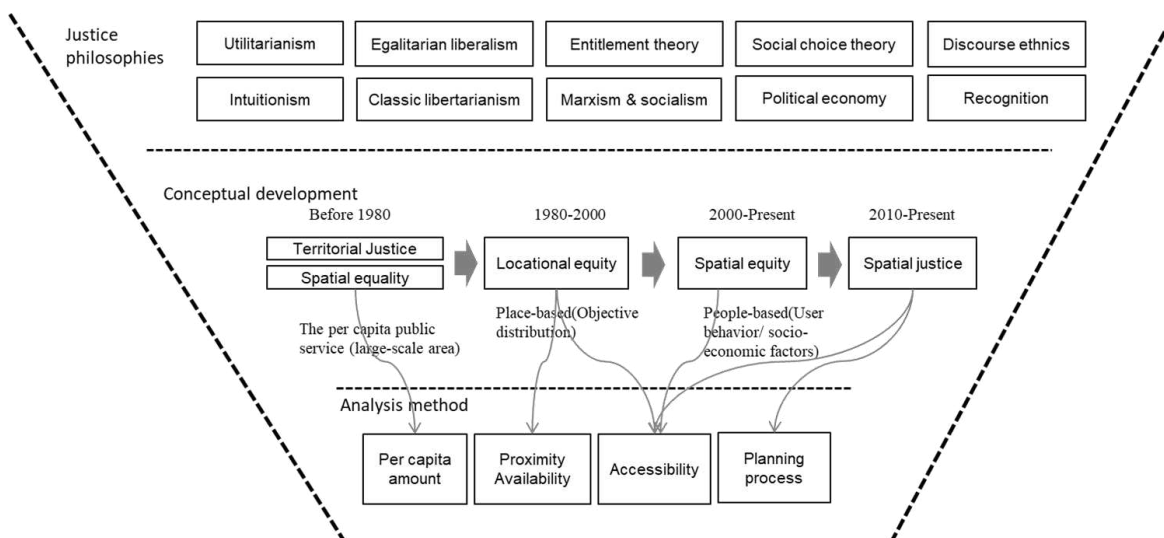 Justice
philosophies
Utilitarianism
Egalitarian liberalism
Entitlement theory
Social choice theory
Discourse ethnics
Intuitionism
Classic libertarianism
Marxism & socialism
Political economy
Recognition
Conceptual development
Before 1980
1980-2000
2000-Present
2010-Present
Territorial Justice
Spatial equality
Locational equity
Spatial equity
Spatial justice
The per capita public
service (large-scale area)
Place-based(Objective
distribution)
People-based(User
behavior/ socio-
economic factors)
Analysis method
Per capita
amount
Proximity
Availability
Accessibility
Planning
process